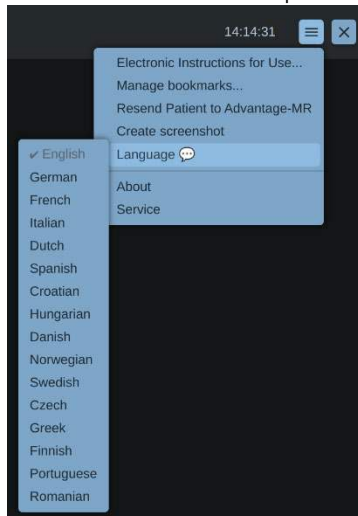 14:14:31
Electronic Instructions for Use...
Manage bookmarks...
Resend Patient to Advantage-MR
Create screenshot
Language 💬
About
Service
✔ English
German
French
Italian
Dutch
Spanish
Croatian
Hungarian
Danish
Norwegian
Swedish
Czech
Greek
Finnish
Portuguese
Romanian